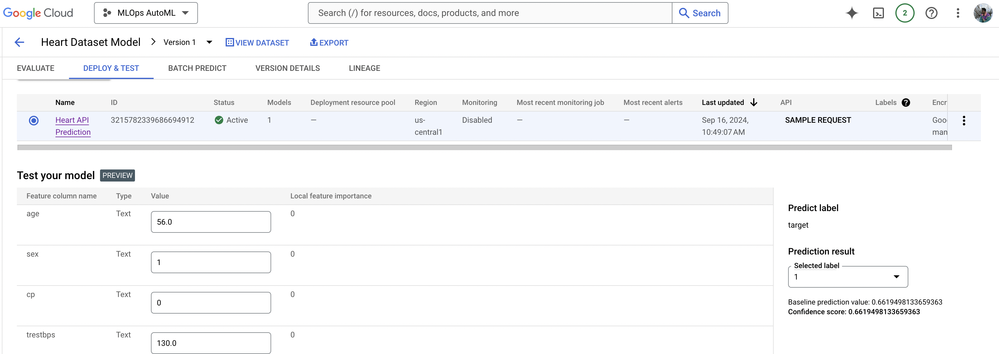 Google Cloud
MLOps AutoML
Search (/) for resources, docs, products, and more
Search
2
Heart Dataset Model
Version 1
VIEW DATASET
EXPORT
EVALUATE
DEPLOY & TEST
BATCH PREDICT
VERSION DETAILS
LINEAGE
Name ID Status Models Deployment resource pool Region Monitoring Most recent monitoring job Most recent alerts Last updated API Labels Encr
Heart API Prediction 3215782339686694912 Active 1 — us-central1 Disabled — — Sep 16, 2024, 10:49:07 AM SAMPLE REQUEST Goo man
Test your model PREVIEW
Feature column name Type Value Local feature importance
age Text 56.0 0
sex Text 1 0
cp Text 0 0
trestbps Text 130.0 0
Predict label
target
Prediction result
Selected label
1
Baseline prediction value: 0.6619498133659363
Confidence score: 0.6619498133659363